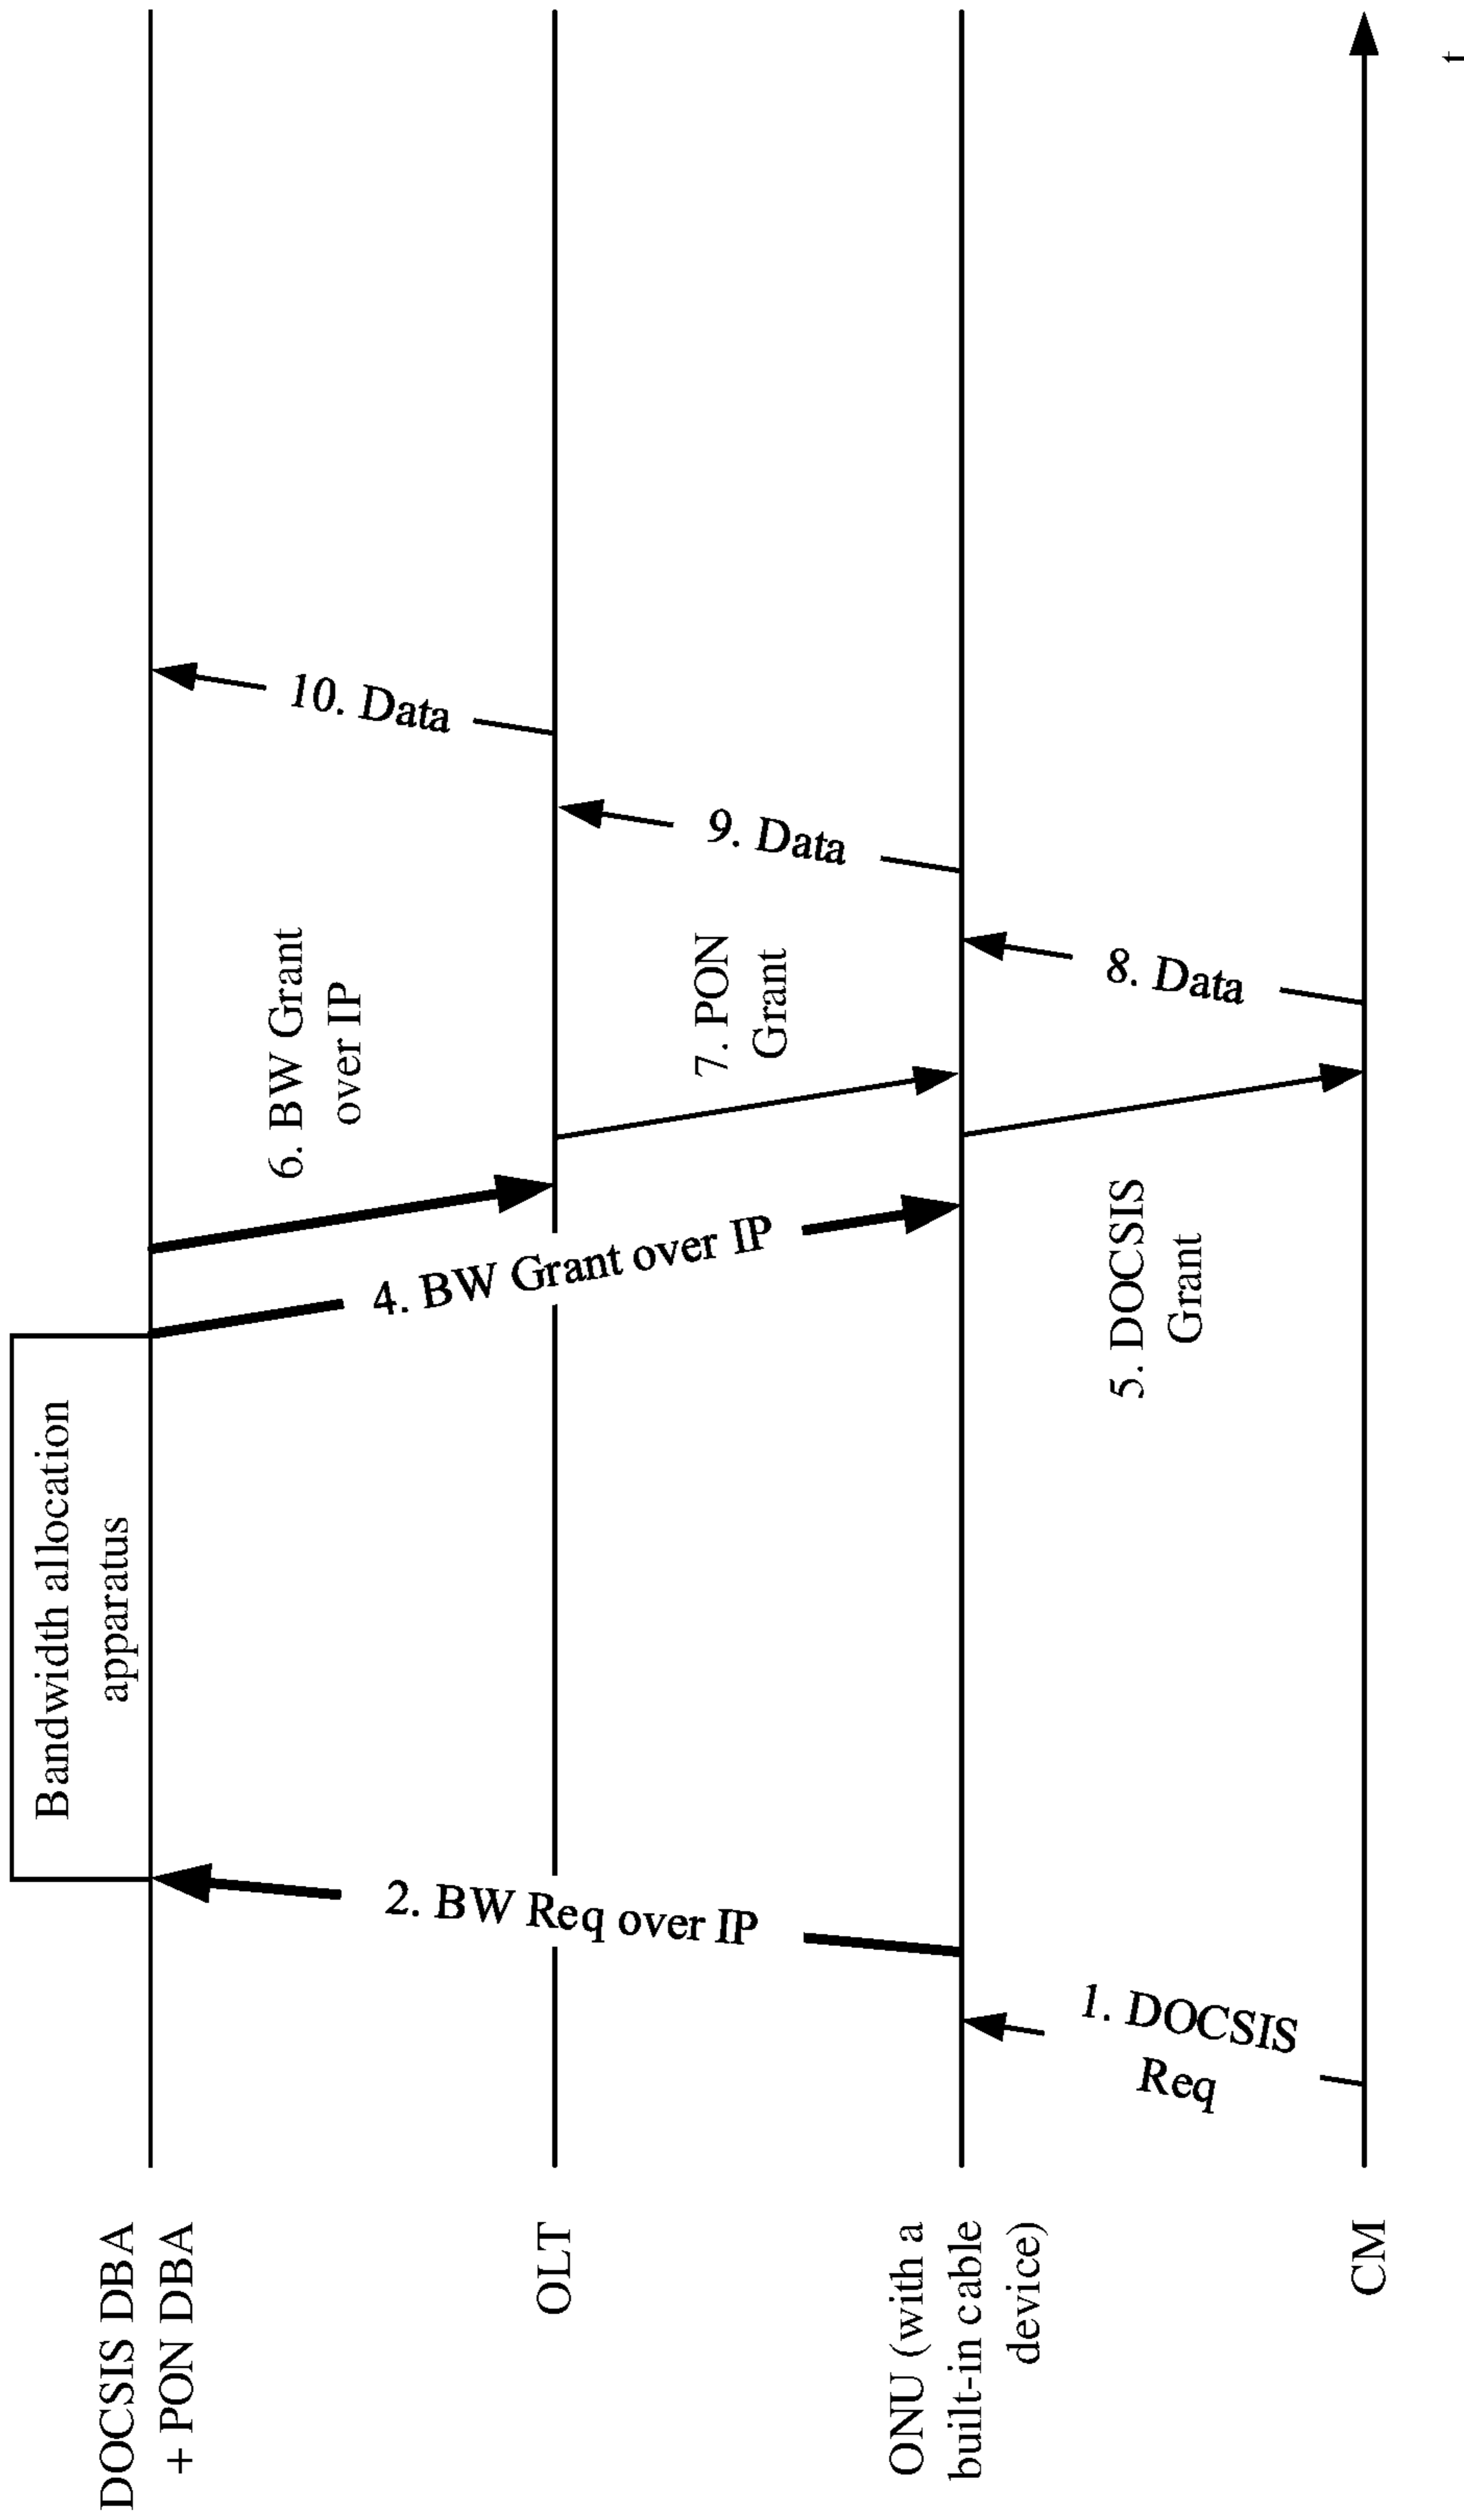 DOCSIS DBA
+ PON DBA
OLT
ONU (with a
built-in cable
device)
CM
Bandwidth allocation
apparatus
1. DOCSIS
Req
2. BW Req over IP
4. BW Grant over IP
5. DOCSIS
Grant
6. BW Grant
over IP
7. PON
Grant
8. Data
9. Data
10. Data
t